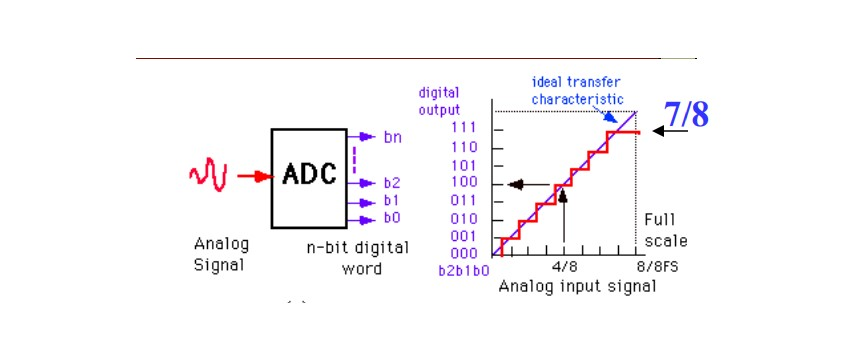 ideal transfer
characteristic
digital
output
7/8
111
110
101
100
011
010
001
000
b2b1b0
4/8
8/8FS
Full
scale
Analog input signal
ADC
bn
b2
b1
b0
Analog
Signal
n-bit digital
word